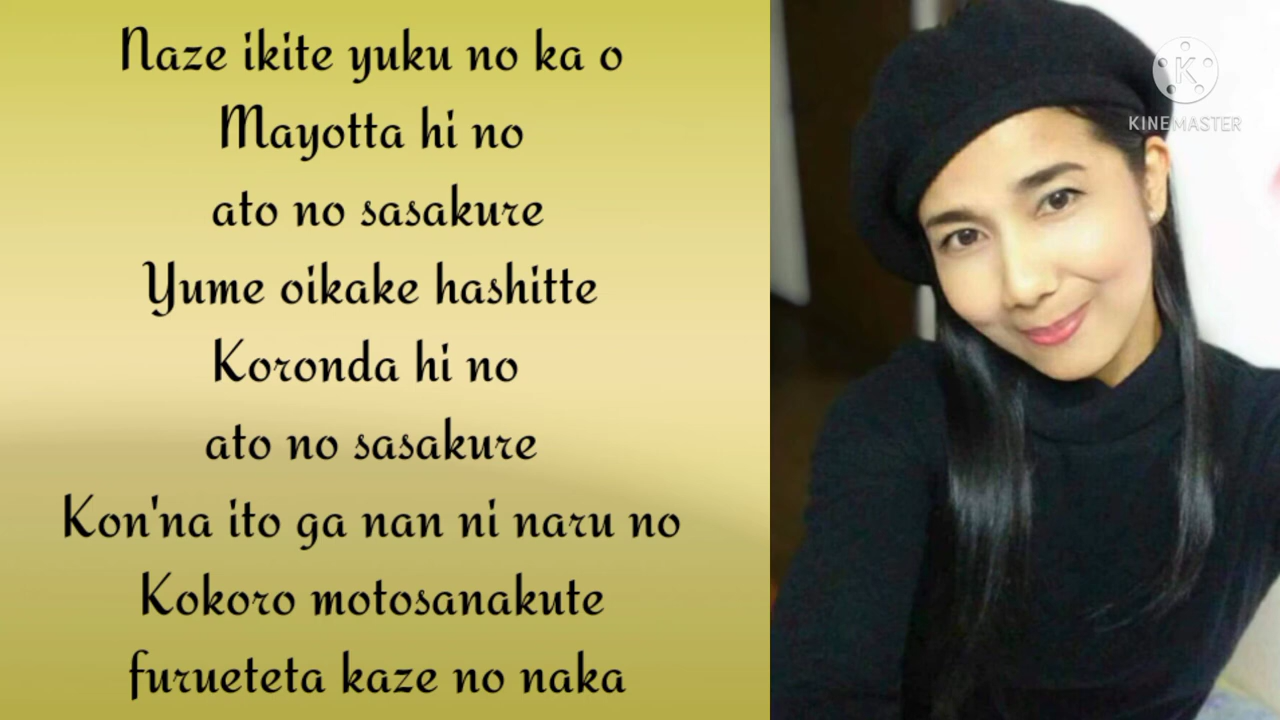 Naze ikite yuku no ka o
Mayotta hi no
ato no sasakure
Yume oikake hashitte
Koronda hi no
ato no sasakure
Kon'na ito ga nan ni naru no
Kokoro motosanakute
furueteta kaze no naka
K
KINEMASTER